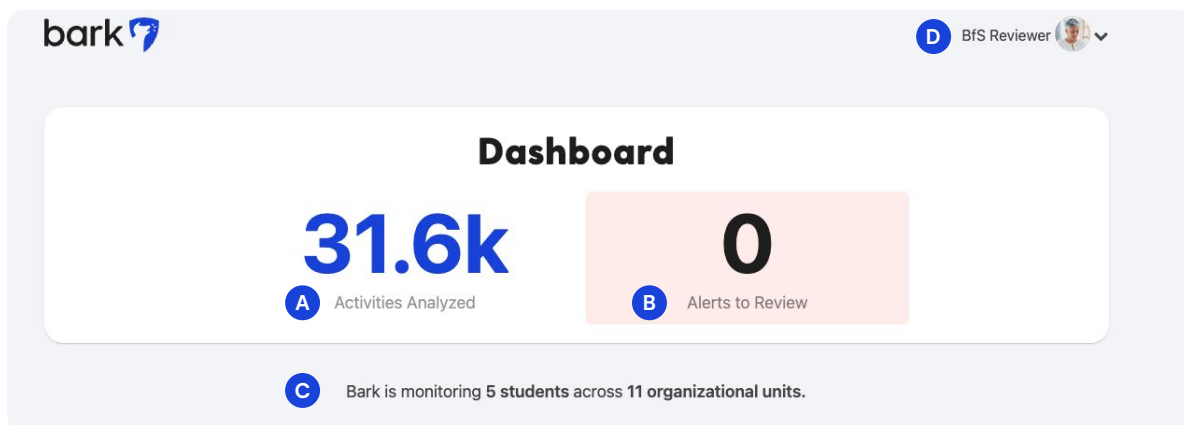 bark
D BfS Reviewer
Dashboard
31.6k
0
A Activities Analyzed
B Alerts to Review
C Bark is monitoring 5 students across 11 organizational units.